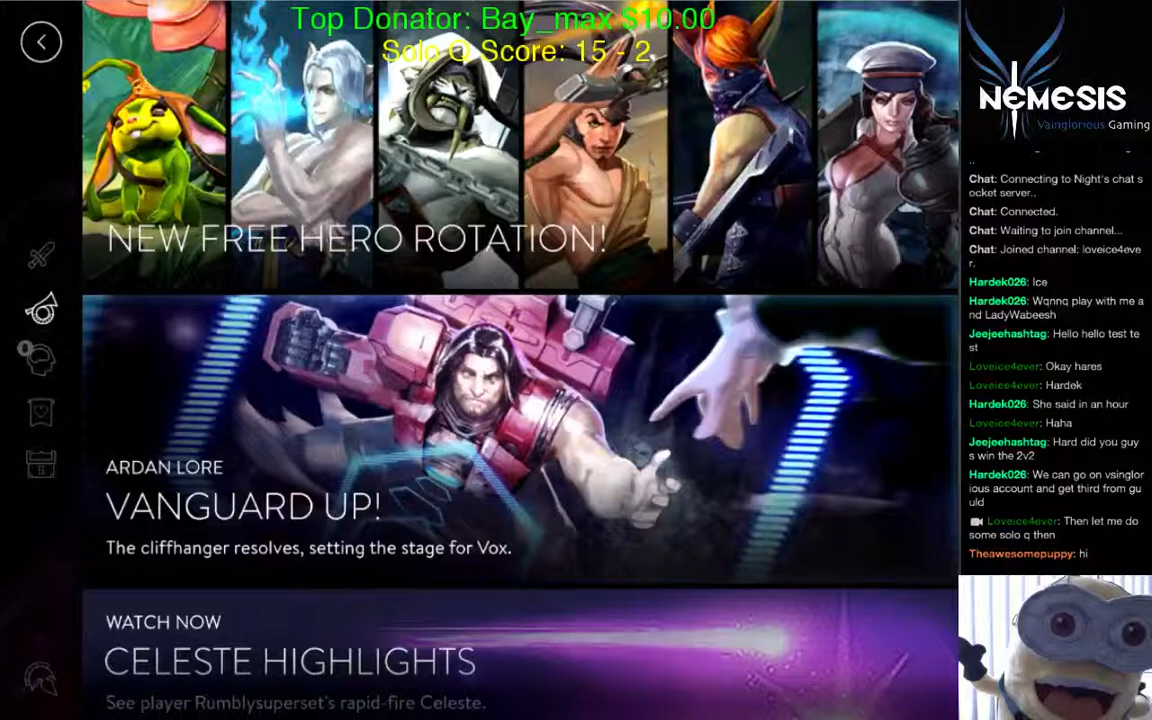 Top Donator: Bay_max $10.00
Solo Q Score: 15 - 2
NEW FREE HERO ROTATION!
ARDAN LORE
VANGUARD UP!
The cliffhanger resolves, setting the stage for Vox.
WATCH NOW
CELESTE HIGHLIGHTS
See player Rumblysuperset's rapid-fire Celeste.
NEMESIS
Vainglorious Gaming
..
Chat: Connecting to Night's chat s
ocket server..
Chat: Connected.
Chat: Waiting to join channel...
Chat: Joined channel: loveice4eve
r.
Hardek026: Ice
Hardek026: Wqnnq play with me a
nd LadyWabeesh
Jeejeehashtag: Hello hello test te
st
Loveice4ever: Okay hares
Loveice4ever: Hardek
Hardek026: She said in an hour
Loveice4ever: Haha
Jeejeehashtag: Hard did you guy
s win the 2v2
Hardek026: We can go on vsinglor
ious account and get third from gu
uld
Loveice4ever: Then let me do
some solo q then
Theawesomepuppy: hi